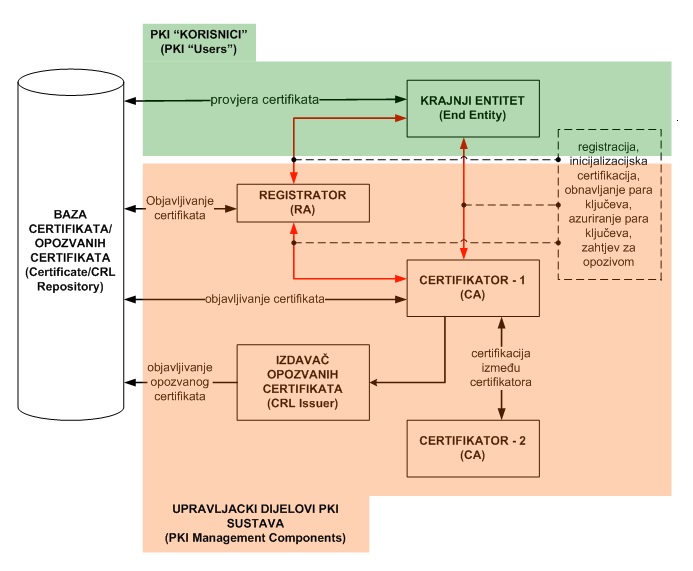 PKI “KORISNICI”
(PKI “Users”)
provjera certifikata
KRAJNJI ENTITET
(End Entity)
registracija,
inicijalizacijska
certifikacija,
obnavljanje para
ključeva,
azuriranje para
ključeva,
zahtjev za
opozivom
Objavljivanje
certifikata
REGISTRATOR
(RA)
BAZA
CERTIFIKATA/
OPOZVANIH
CERTIFIKATA
(Certificate/CRL
Repository)
objavljivanje certifikata
CERTIFIKATOR - 1
(CA)
objavljivanje
opozvanog
certifikata
IZDAVAČ
OPOZVANIH
CERTIFIKATA
(CRL Issuer)
certifikacija
između
certifikatora
CERTIFIKATOR - 2
(CA)
UPRAVLJACKI DIJELOVI PKI
SUSTAVA
(PKI Management Components)